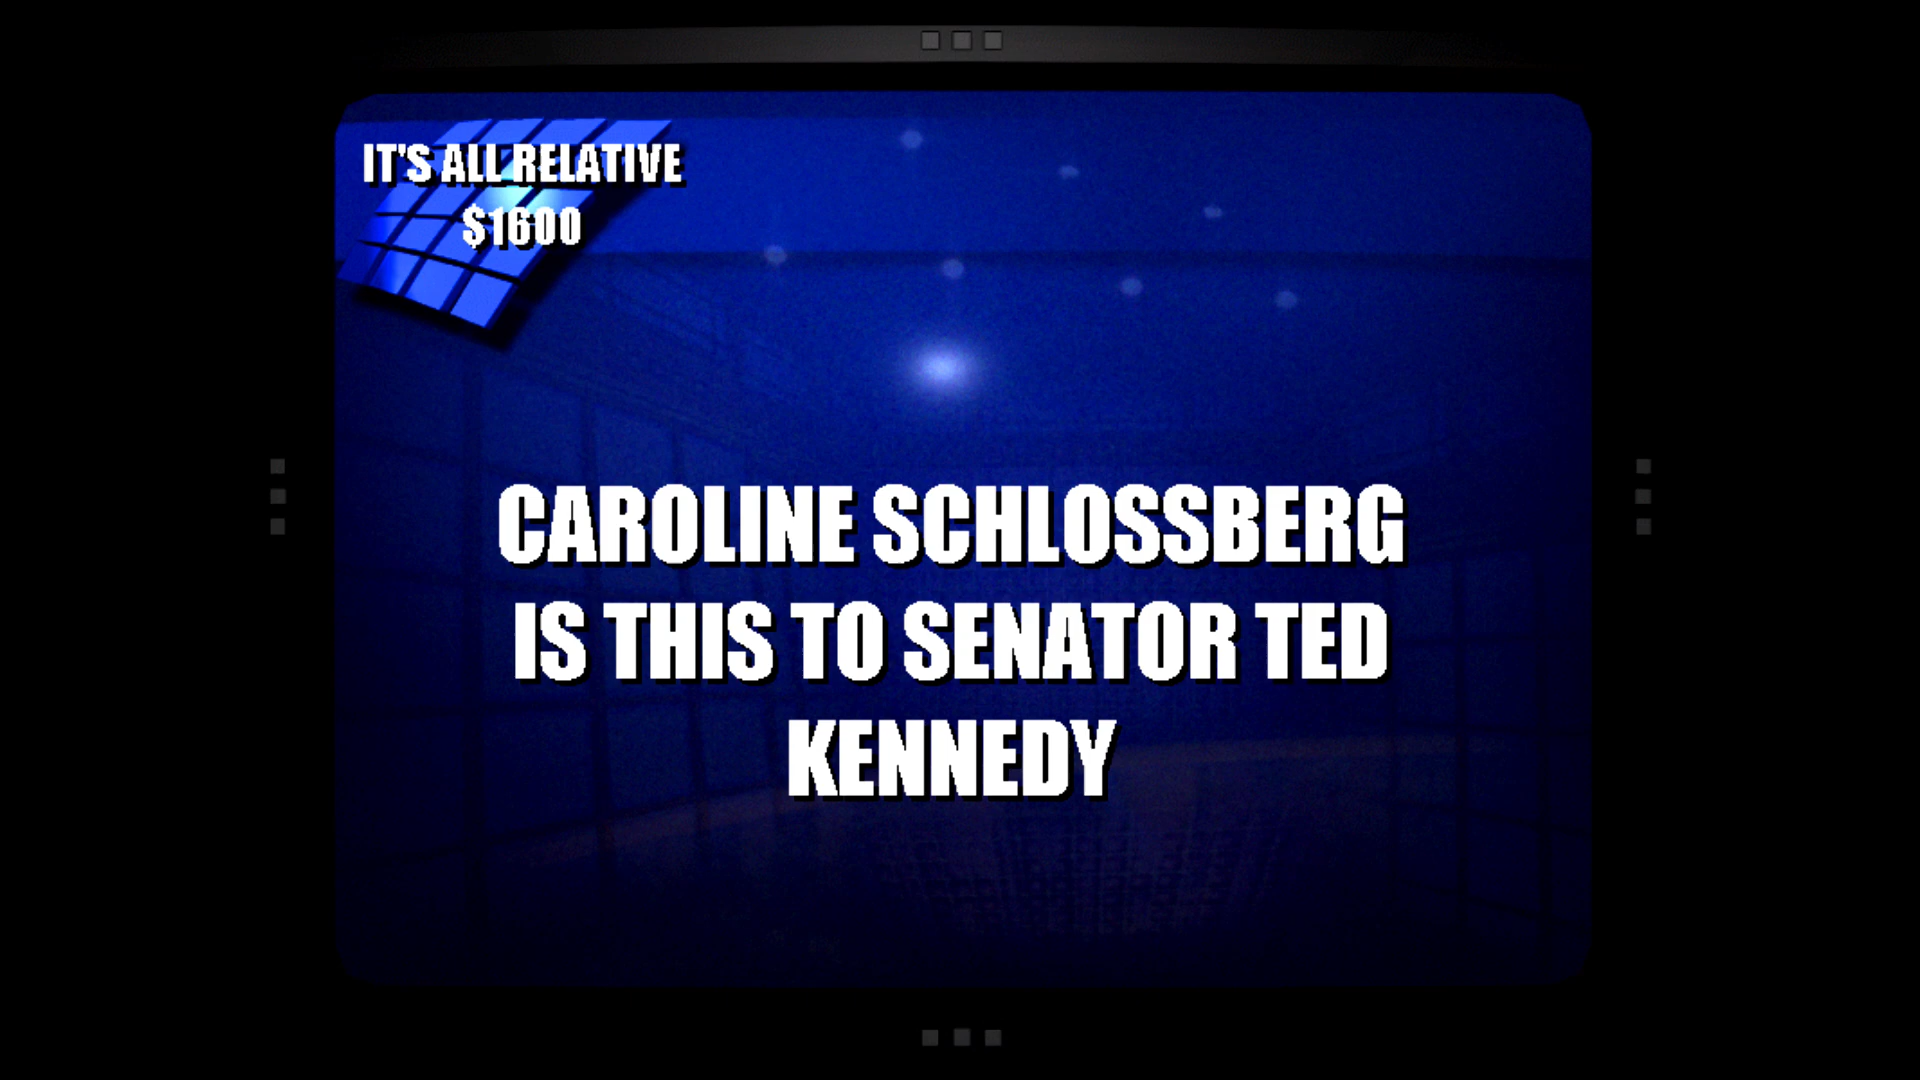 IT'S ALL RELATIVE
$1600
CAROLINE SCHLOSSBERG
IS THIS TO SENATOR TED
KENNEDY